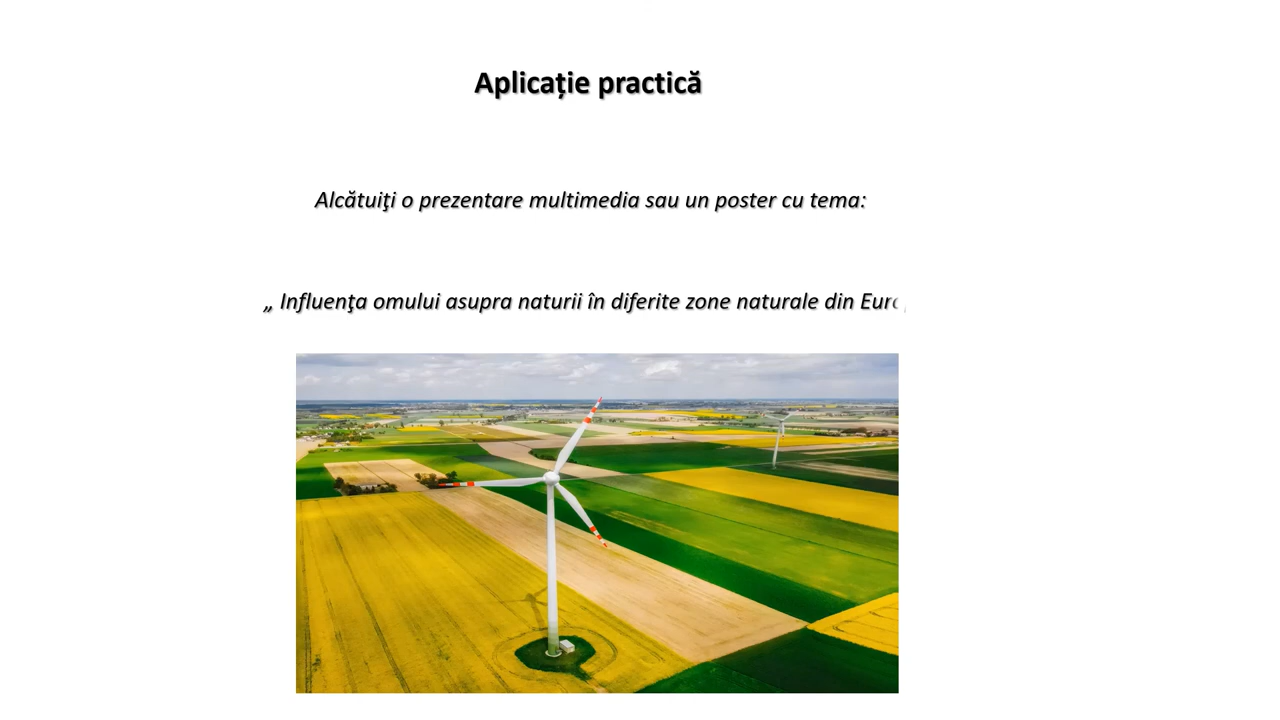 Aplicație practică
Alcătuiţi o prezentare multimedia sau un poster cu tema:
„ Influenţa omului asupra naturii în diferite zone naturale din